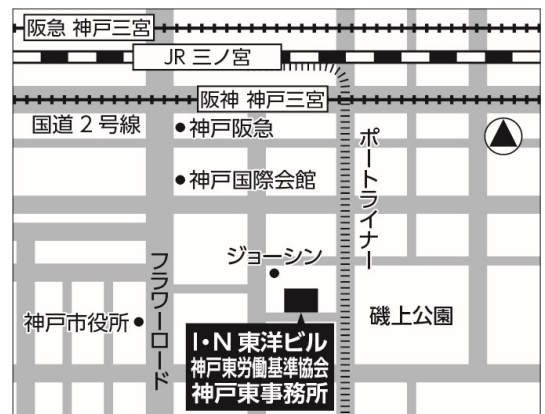 阪急 神戸三宮
JR 三ノ宮
阪神 神戸三宮
国道2号線
神戸阪急
神戸国際会館
ポートライナー
ジョーシン
フラワーロード
磯上公園
神戸市役所
I・N 東洋ビル
神戸東労働基準協会
神戸東事務所